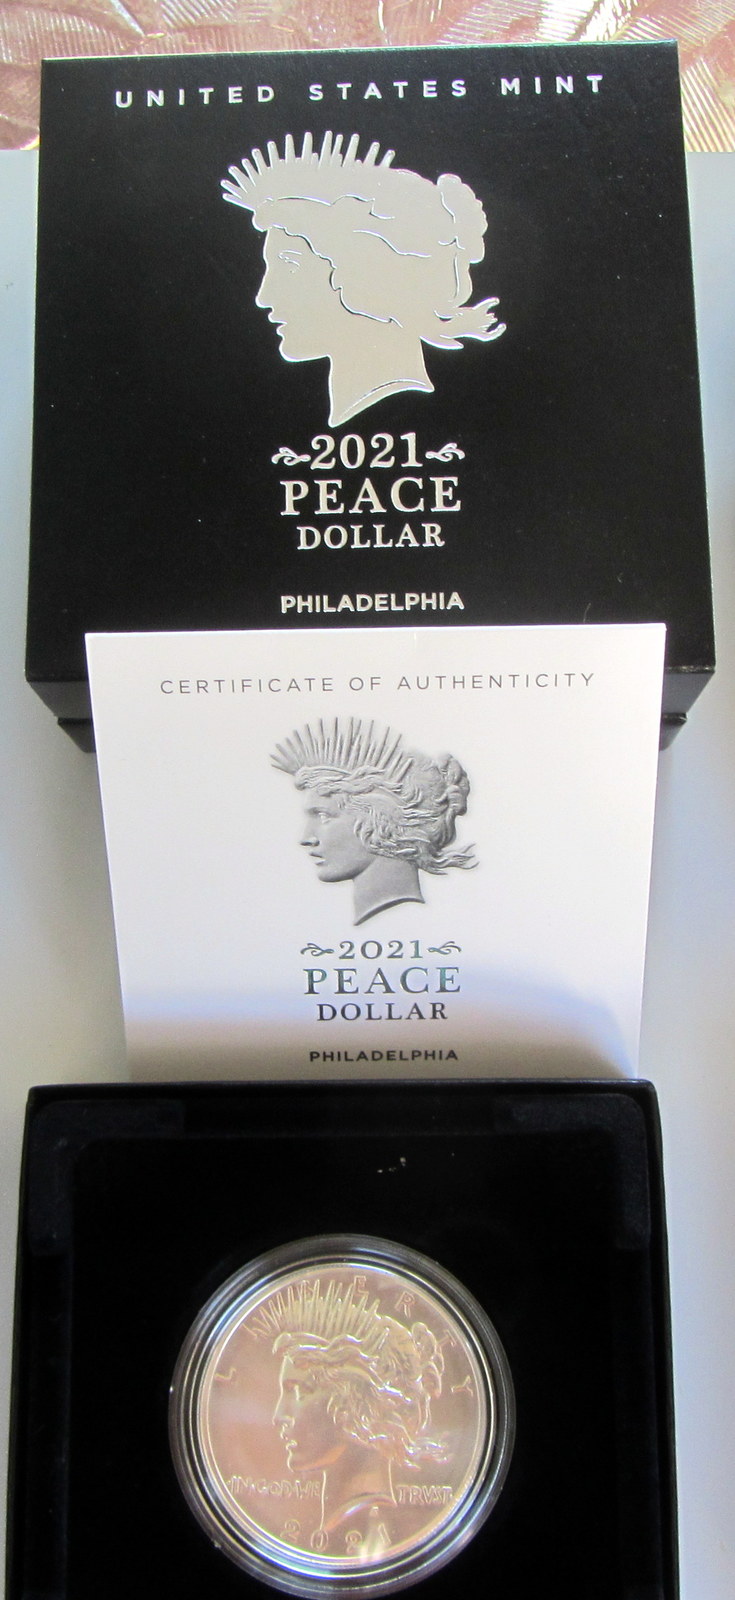 UNITED STATES MINT
2021
PEACE
DOLLAR
PHILADELPHIA
CERTIFICATE OF AUTHENTICITY
2021
PEACE
DOLLAR
PHILADELPHIA
LIBERTY
IN GOD WE TRVST
2021